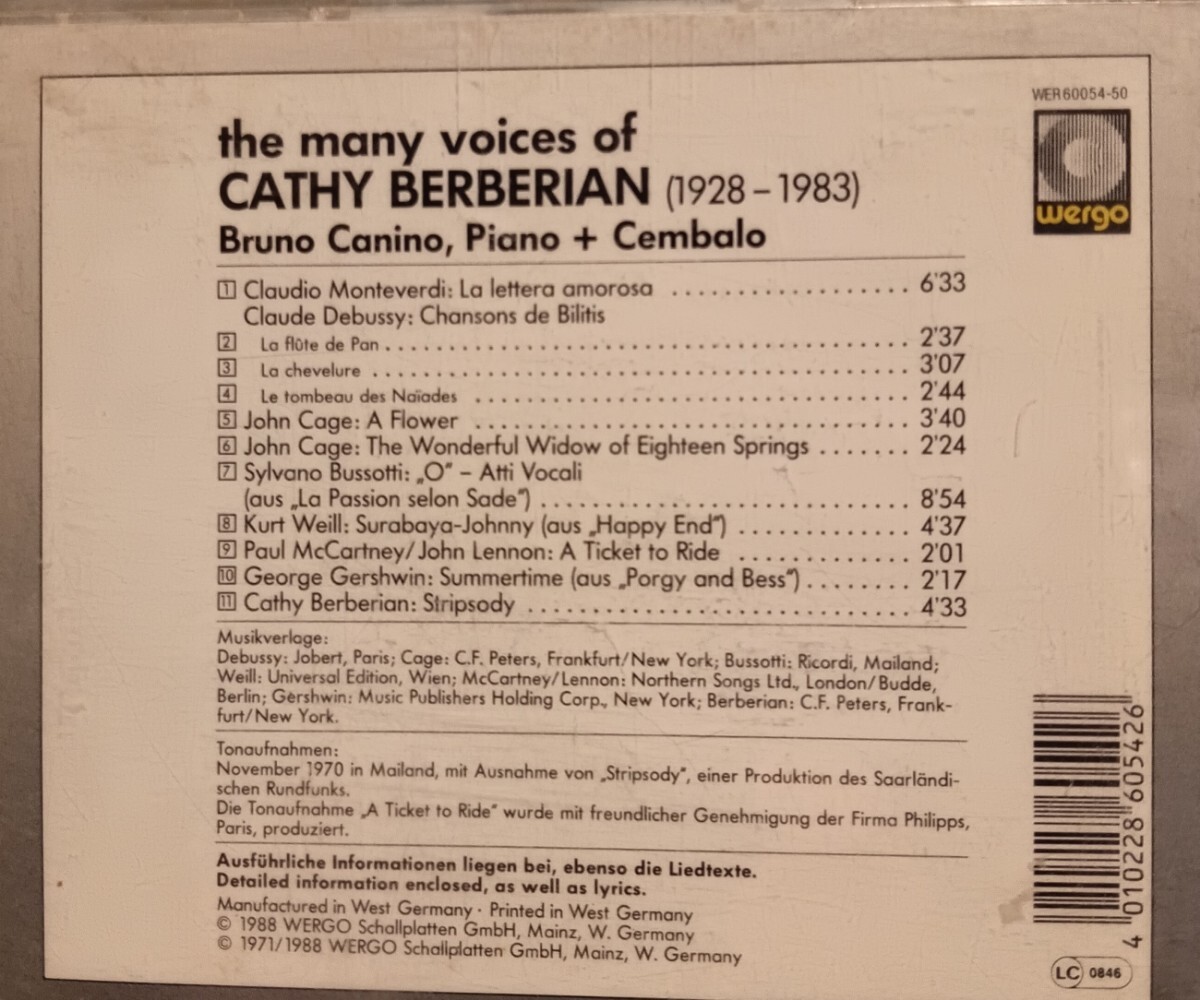 WER 60054-50
wergo
the many voices of
CATHY BERBERIAN (1928 – 1983)
Bruno Canino, Piano + Cembalo
1 Claudio Monteverdi: La lettera amorosa .................. 6'33
Claude Debussy: Chansons de Bilitis
2 La flûte de Pan ........................................ 2'37
3 La chevelure ......................................... 3'07
4 Le tombeau des Naïades ................................. 2'44
5 John Cage: A Flower ................................. 3'40
6 John Cage: The Wonderful Widow of Eighteen Springs ....... 2'24
7 Sylvano Bussotti: „O" – Atti Vocali
(aus „La Passion selon Sade") ............................ 8'54
8 Kurt Weill: Surabaya-Johnny (aus „Happy End") ............. 4'37
9 Paul McCartney/John Lennon: A Ticket to Ride ............. 2'01
10 George Gershwin: Summertime (aus „Porgy and Bess") ........ 2'17
11 Cathy Berberian: Stripsody ............................. 4'33
Musikverlage:
Debussy: Jobert, Paris; Cage: C.F. Peters, Frankfurt/New York; Bussotti: Ricordi, Mailand;
Weill: Universal Edition, Wien; McCartney/Lennon: Northern Songs Ltd., London/Budde,
Berlin; Gershwin: Music Publishers Holding Corp., New York; Berberian: C.F. Peters, Frank-
furt/New York.
Tonaufnahmen:
November 1970 in Mailand, mit Ausnahme von „Stripsody", einer Produktion des Saarländi-
schen Rundfunks.
Die Tonaufnahme „A Ticket to Ride" wurde mit freundlicher Genehmigung der Firma Philipps,
Paris, produziert.
Ausführliche Informationen liegen bei, ebenso die Liedtexte.
Detailed information enclosed, as well as lyrics.
Manufactured in West Germany · Printed in West Germany
© 1988 WERGO Schallplatten GmbH, Mainz, W. Germany
© 1971/1988 WERGO Schallplatten GmbH, Mainz, W. Germany
4 010228 605426
LC 0846